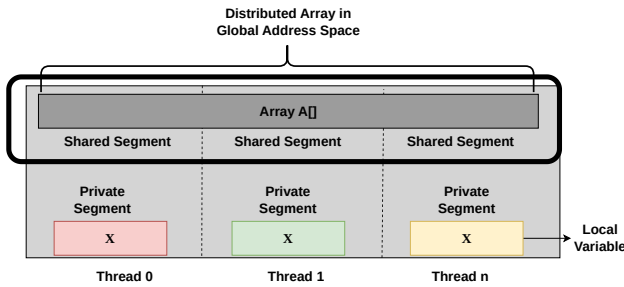 Distributed Array in
Global Address Space
Array A[]
Shared Segment Shared Segment Shared Segment
Private Segment
Private Segment
Private Segment
X X X
Local Variable
Thread 0 Thread 1 Thread n